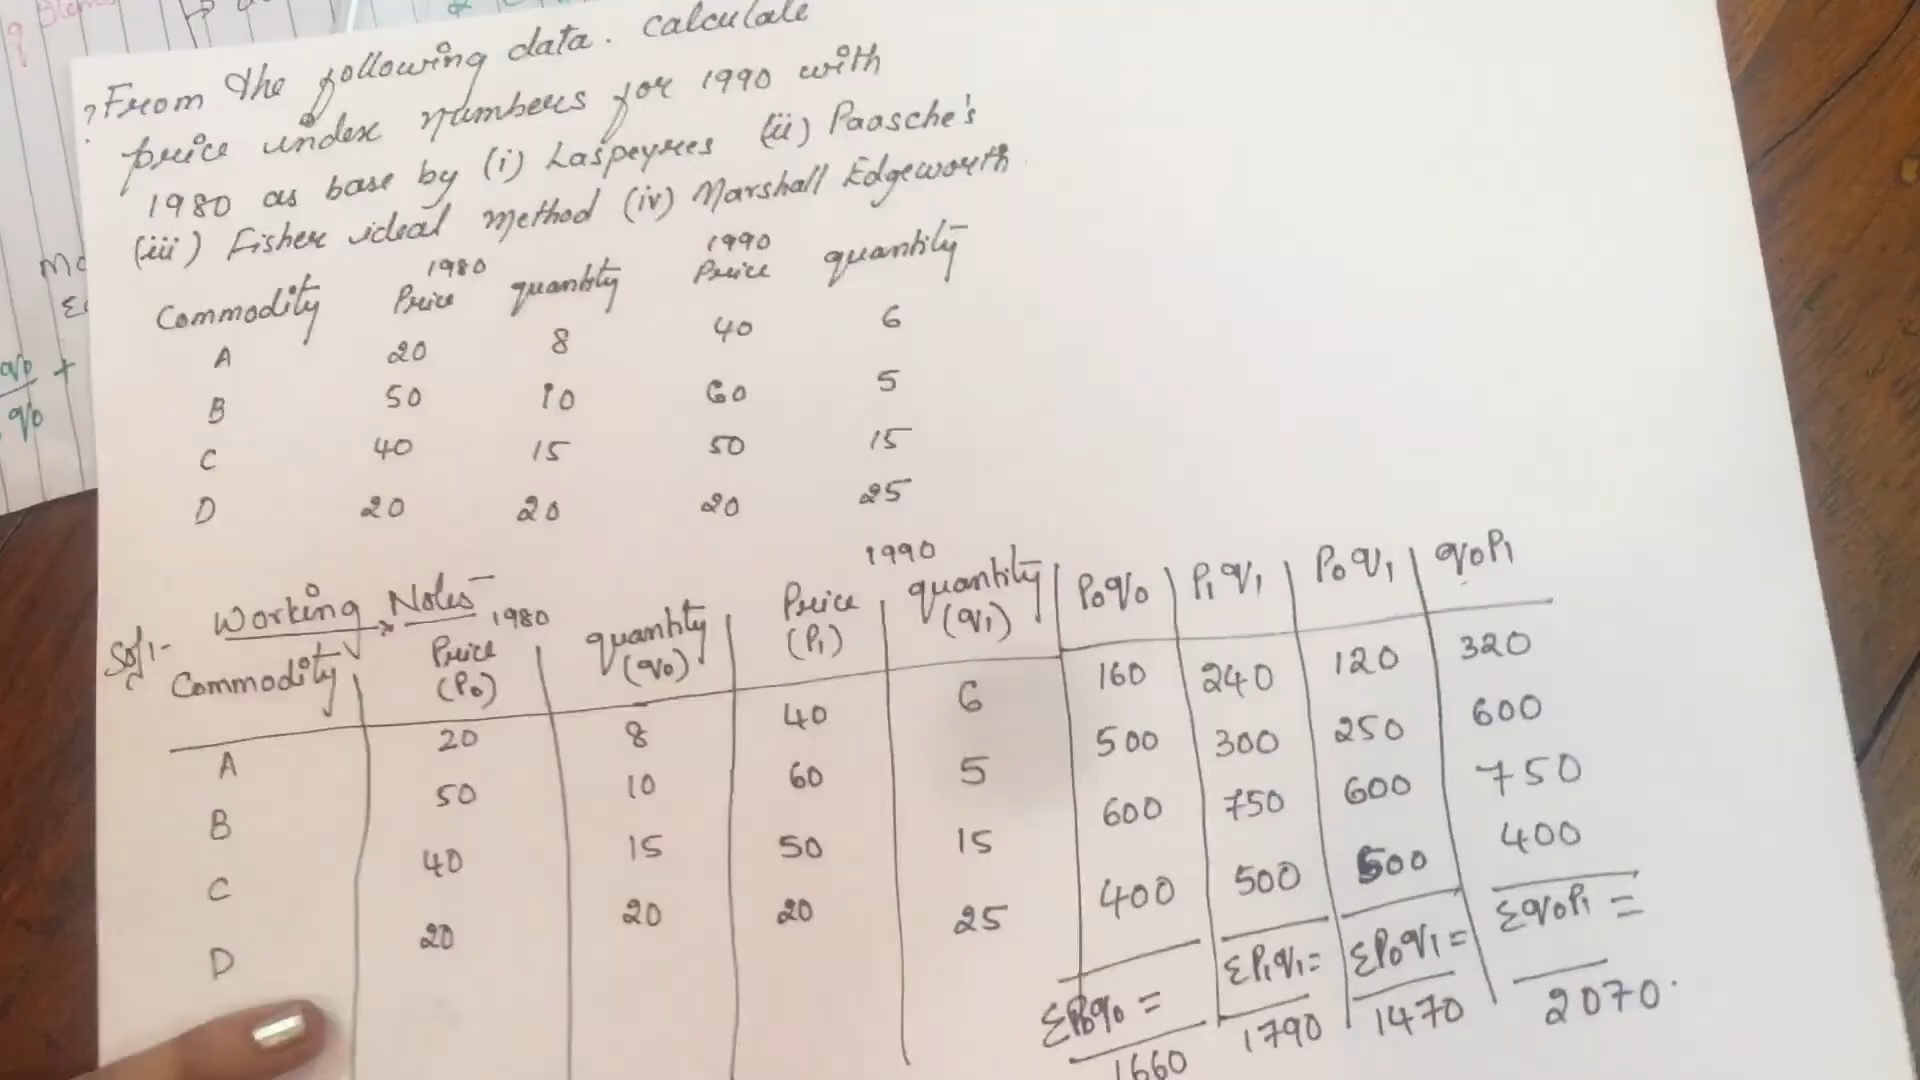 ? From the following data. calculate
price index numbers for 1990 with
1980 as base by (i) Laspeyres (ii) Paasche's
(iii) Fisher ideal method (iv) Marshall Edgeworth
1980 1990
Commodity Price quantity Price quantity
A 20 8 40 6
B 50 10 60 5
C 40 15 50 15
D 20 20 20 25
Sol:- Working Notes
1980 1990
Commodity Price (P0) quantity (q0) Price (P1) quantity (q1) P0q0 P1q1 P0q1 q0P1
A 20 8 40 6 160 240 120 320
B 50 10 60 5 500 300 250 600
C 40 15 50 15 600 750 600 750
D 20 20 20 25 400 500 500 400
ΣP0q0 = ΣP1q1 = ΣP0q1 = Σq0P1 =
1660 1790 1470 2070.
q0 +
q0